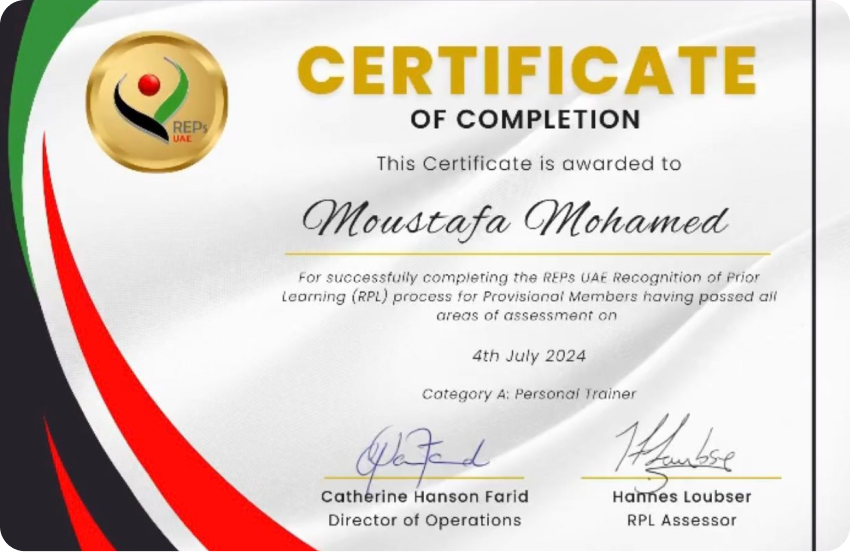 REPs
UAE
CERTIFICATE
OF COMPLETION
This Certificate is awarded to
Moustafa Mohamed
For successfully completing the REPs UAE Recognition of Prior
Learning (RPL) process for Provisional Members having passed all
areas of assessment on
4th July 2024
Category A: Personal Trainer
Catherine Hanson Farid
Director of Operations
Hannes Loubser
RPL Assessor